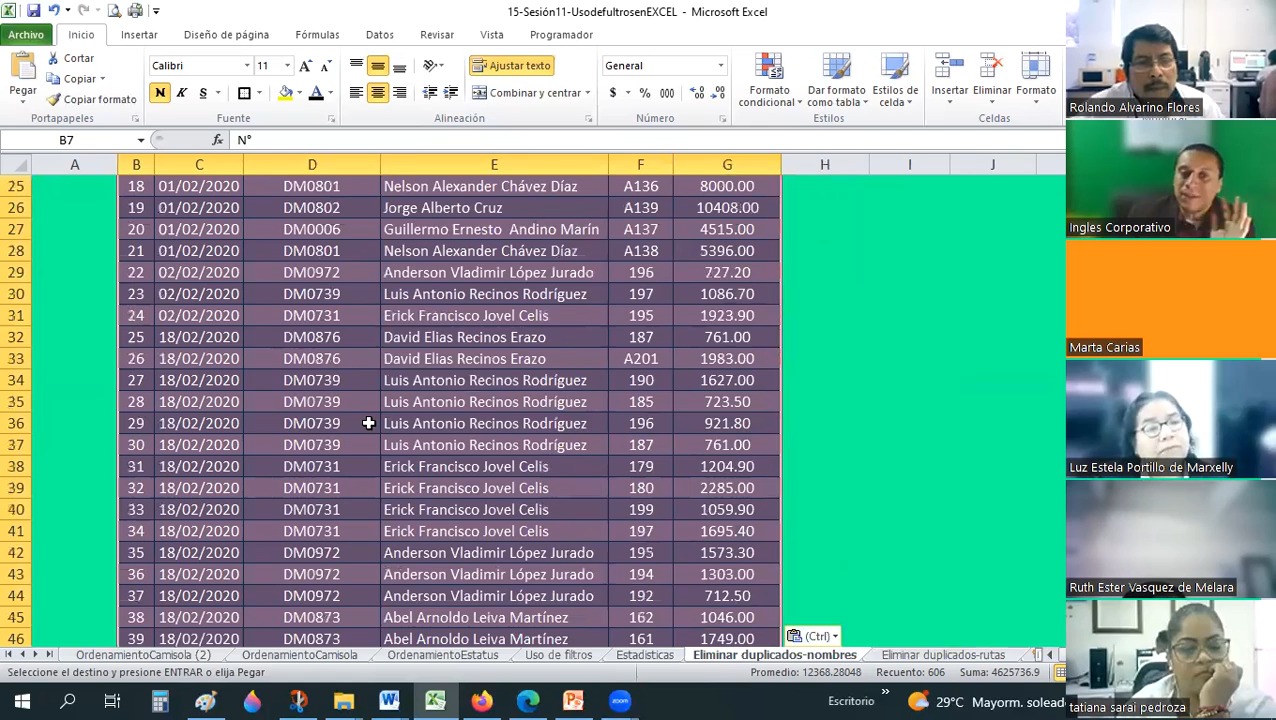 15-Sesión11-UsodefultrosenEXCEL - Microsoft Excel
Archivo Inicio Insertar Diseño de página Fórmulas Datos Revisar Vista Programador
Cortar
Copiar
Copiar formato
Pegar
Portapapeles
Calibri 11
N K S
Fuente
Ajustar texto
Combinar y centrar
Alineación
General
$ % 000
Número
Formato condicional
Dar formato como tabla
Estilos de celda
Estilos
Insertar Eliminar Formato
Celdas
B7 fx N°
A B C D E F G H I J
25 18 01/02/2020 DM0801 Nelson Alexander Chávez Díaz A136 8000.00
26 19 01/02/2020 DM0802 Jorge Alberto Cruz A139 10408.00
27 20 01/02/2020 DM0006 Guillermo Ernesto Andino Marín A137 4515.00
28 21 01/02/2020 DM0801 Nelson Alexander Chávez Díaz A138 5396.00
29 22 02/02/2020 DM0972 Anderson Vladimir López Jurado 196 727.20
30 23 02/02/2020 DM0739 Luis Antonio Recinos Rodríguez 197 1086.70
31 24 02/02/2020 DM0731 Erick Francisco Jovel Celis 195 1923.90
32 25 18/02/2020 DM0876 David Elias Recinos Erazo 187 761.00
33 26 18/02/2020 DM0876 David Elias Recinos Erazo A201 1983.00
34 27 18/02/2020 DM0739 Luis Antonio Recinos Rodríguez 190 1627.00
35 28 18/02/2020 DM0739 Luis Antonio Recinos Rodríguez 185 723.50
36 29 18/02/2020 DM0739 Luis Antonio Recinos Rodríguez 196 921.80
37 30 18/02/2020 DM0739 Luis Antonio Recinos Rodríguez 187 761.00
38 31 18/02/2020 DM0731 Erick Francisco Jovel Celis 179 1204.90
39 32 18/02/2020 DM0731 Erick Francisco Jovel Celis 180 2285.00
40 33 18/02/2020 DM0731 Erick Francisco Jovel Celis 199 1059.90
41 34 18/02/2020 DM0731 Erick Francisco Jovel Celis 197 1695.40
42 35 18/02/2020 DM0972 Anderson Vladimir López Jurado 195 1573.30
43 36 18/02/2020 DM0972 Anderson Vladimir López Jurado 194 1303.00
44 37 18/02/2020 DM0972 Anderson Vladimir López Jurado 192 712.50
45 38 18/02/2020 DM0873 Abel Arnoldo Leiva Martínez 162 1046.00
46 39 18/02/2020 DM0873 Abel Arnoldo Leiva Martínez 161 1749.00
(Ctrl)
OrdenamientoCamisola (2) OrdenamientoCamisola OrdenamientoEstatus Uso de filtros Estadisticas Eliminar duplicados-nombres Eliminar duplicados-rutas
Seleccione el destino y presione ENTRAR o elija Pegar Promedio: 12368.28048 Recuento: 606 Suma: 4625736.9
zoom Escritorio 29°C Mayorm. solead
Rolando Alvarino Flores
Ingles Corporativo
Marta Carias
Luz Estela Portillo de Marxelly
Ruth Ester Vasquez de Melara
tatiana sarai pedroza